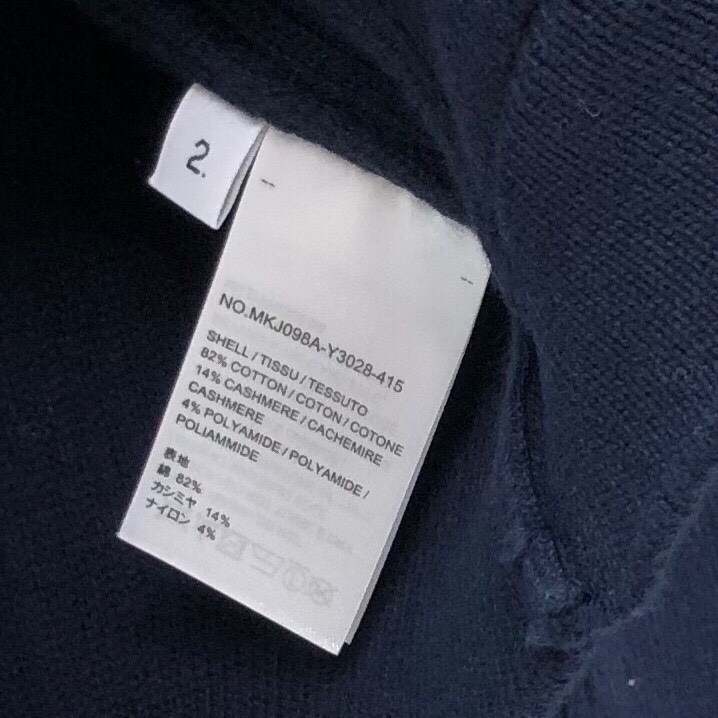 2.
NO.MKJ098A-Y3028-415
SHELL / TISSU / TESSUTO
82% COTTON / COTON / COTONE
14% CASHMERE / CACHEMIRE
CASHMERE
4% POLYAMIDE / POLYAMIDE /
POLIAMMIDE
表地
綿 82%
カシミヤ 14%
ナイロン 4%